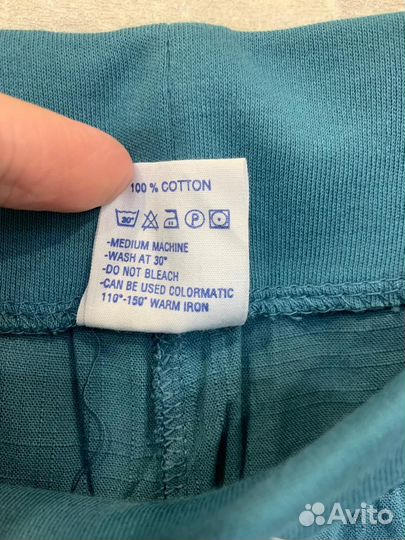 100 % COTTON
30° P
-MEDIUM MACHINE
-WASH AT 30°
-DO NOT BLEACH
-CAN BE USED COLORMATIC
110°-150° WARM IRON
Avito